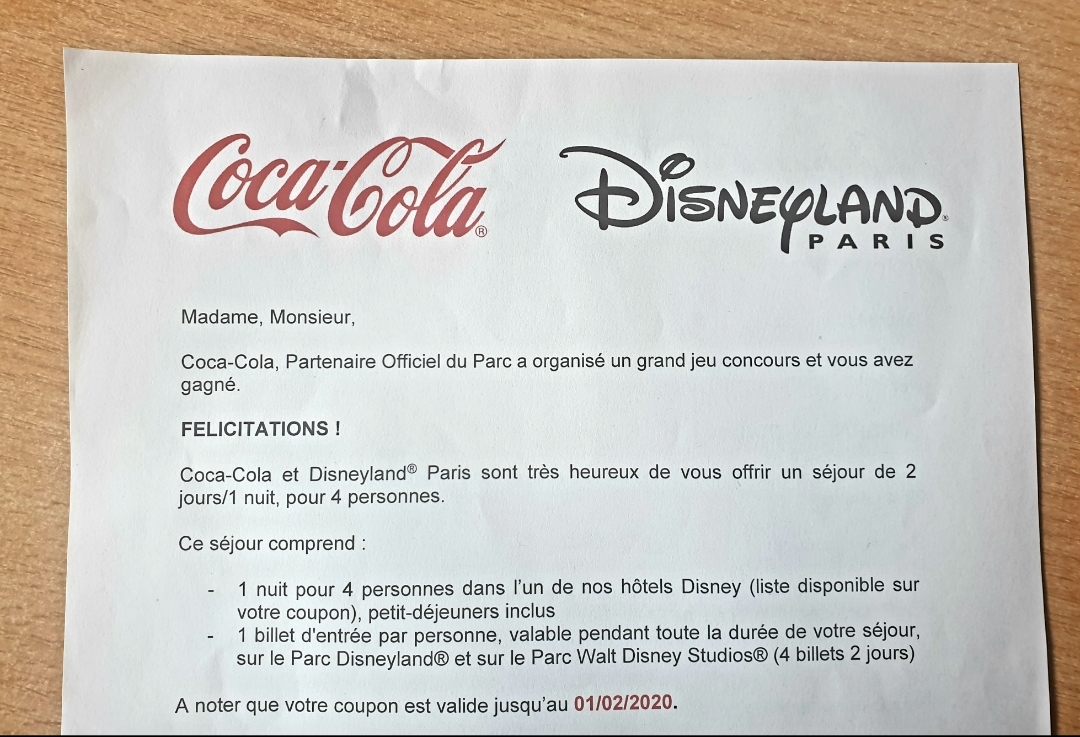 Coca-Cola®
DISNEYLAND®
PARIS
Madame, Monsieur,
Coca-Cola, Partenaire Officiel du Parc a organisé un grand jeu concours et vous avez
gagné.
FELICITATIONS !
Coca-Cola et Disneyland® Paris sont très heureux de vous offrir un séjour de 2
jours/1 nuit, pour 4 personnes.
Ce séjour comprend :
- 1 nuit pour 4 personnes dans l'un de nos hôtels Disney (liste disponible sur
votre coupon), petit-déjeuners inclus
- 1 billet d'entrée par personne, valable pendant toute la durée de votre séjour,
sur le Parc Disneyland® et sur le Parc Walt Disney Studios® (4 billets 2 jours)
A noter que votre coupon est valide jusqu'au 01/02/2020.